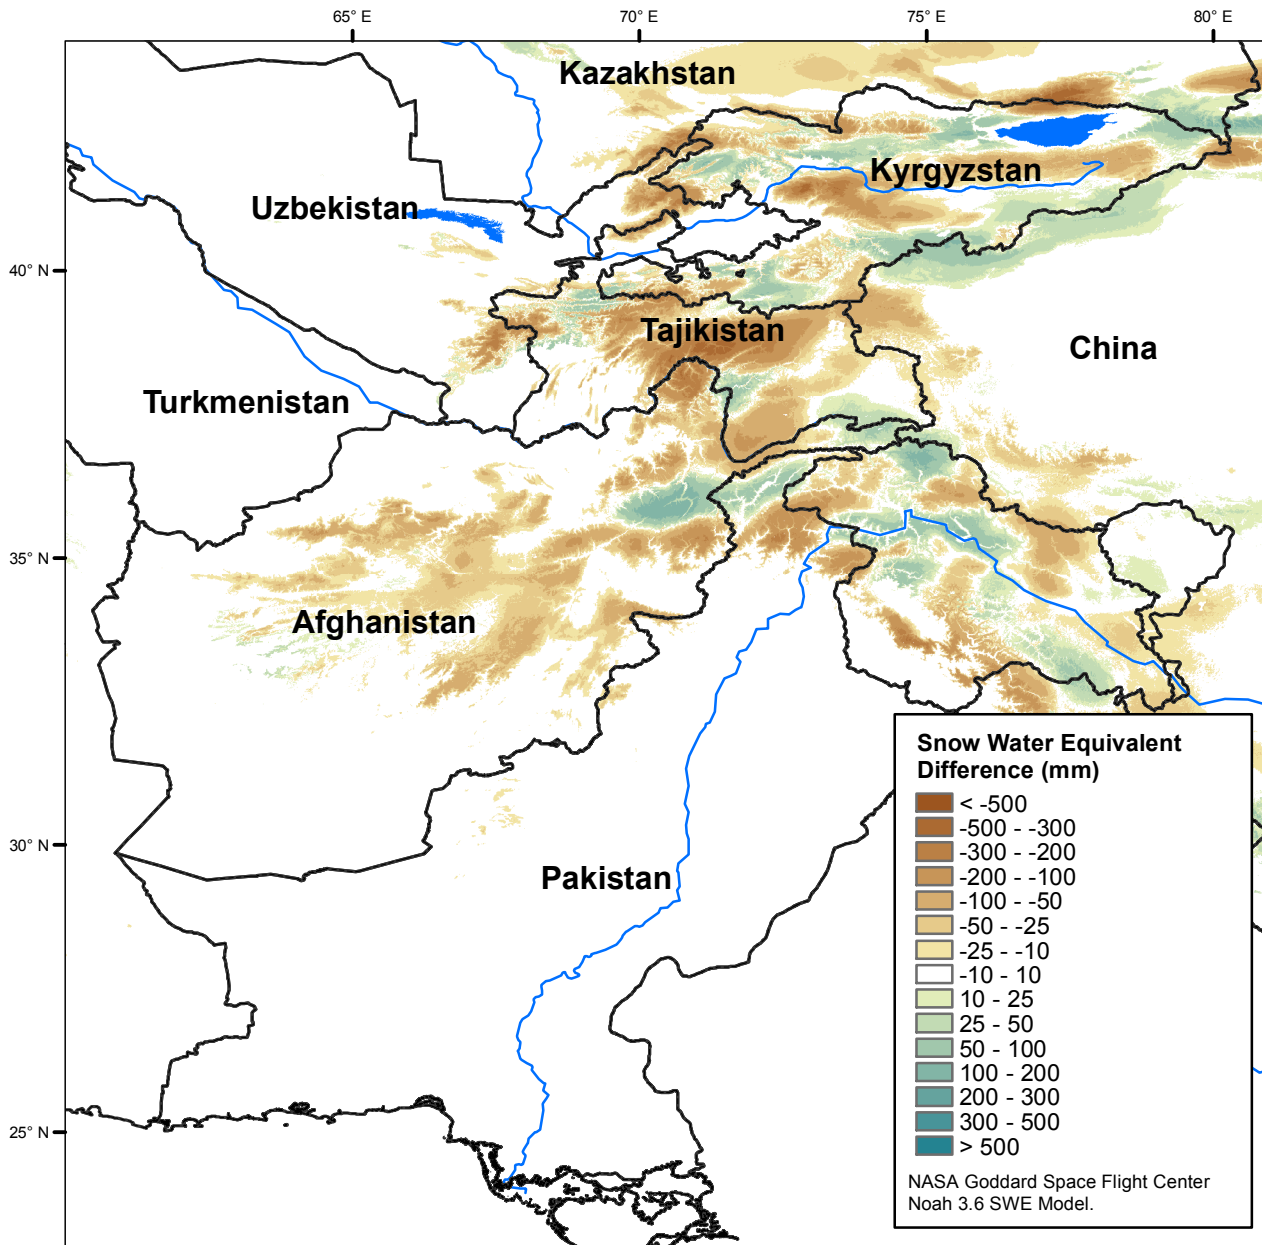 65° E
70° E
75° E
80° E
Kazakhstan
Kyrgyzstan
Uzbekistan
40° N
Tajikistan
China
Turkmenistan
35° N
Afghanistan
30° N
Pakistan
25° N
Snow Water Equivalent
Difference (mm)
< -500
-500 - -300
-300 - -200
-200 - -100
-100 - -50
-50 - -25
-25 - -10
-10 - 10
10 - 25
25 - 50
50 - 100
100 - 200
200 - 300
300 - 500
> 500
NASA Goddard Space Flight Center
Noah 3.6 SWE Model.